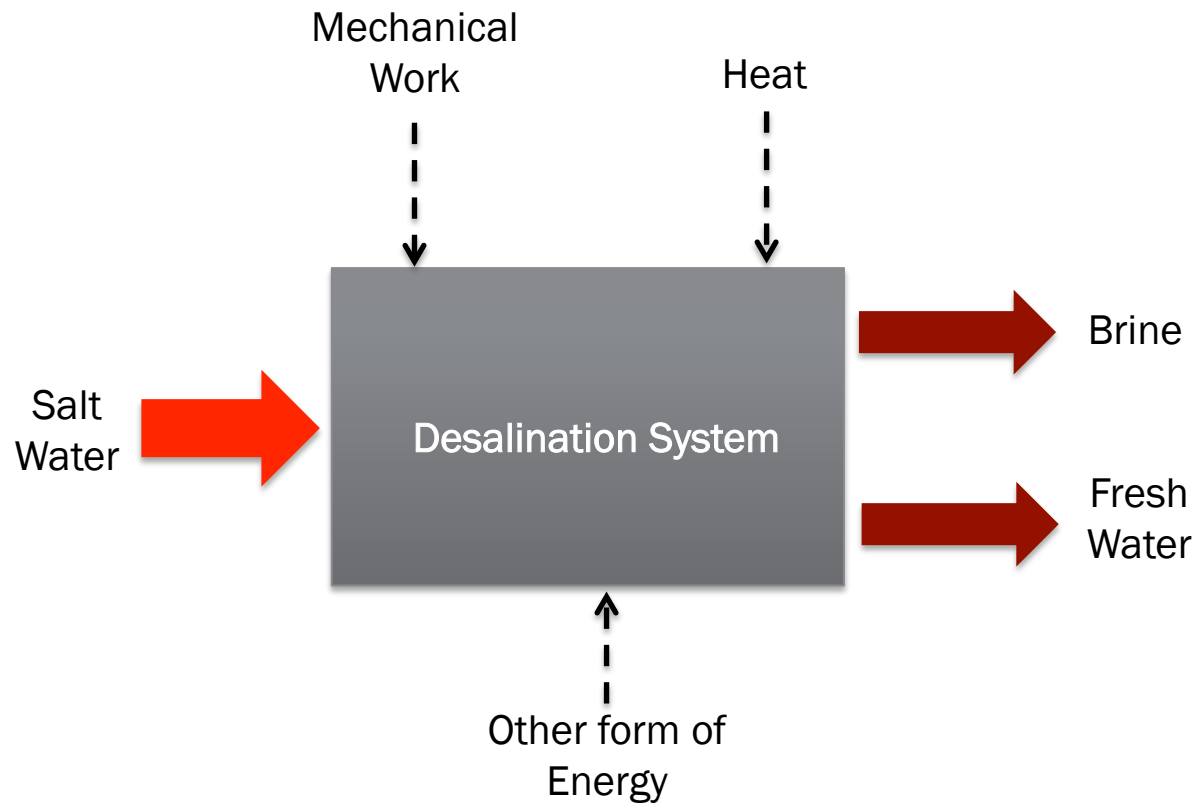 Mechanical
Work
Heat
Salt
Water
Desalination System
Brine
Fresh
Water
Other form of
Energy